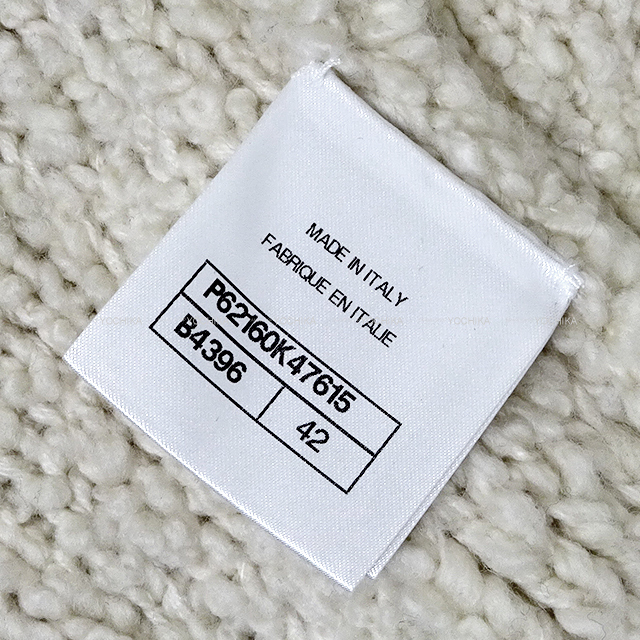 MADE IN ITALY
FABRIQUE EN ITALIE
P62160K47615
B4396
42